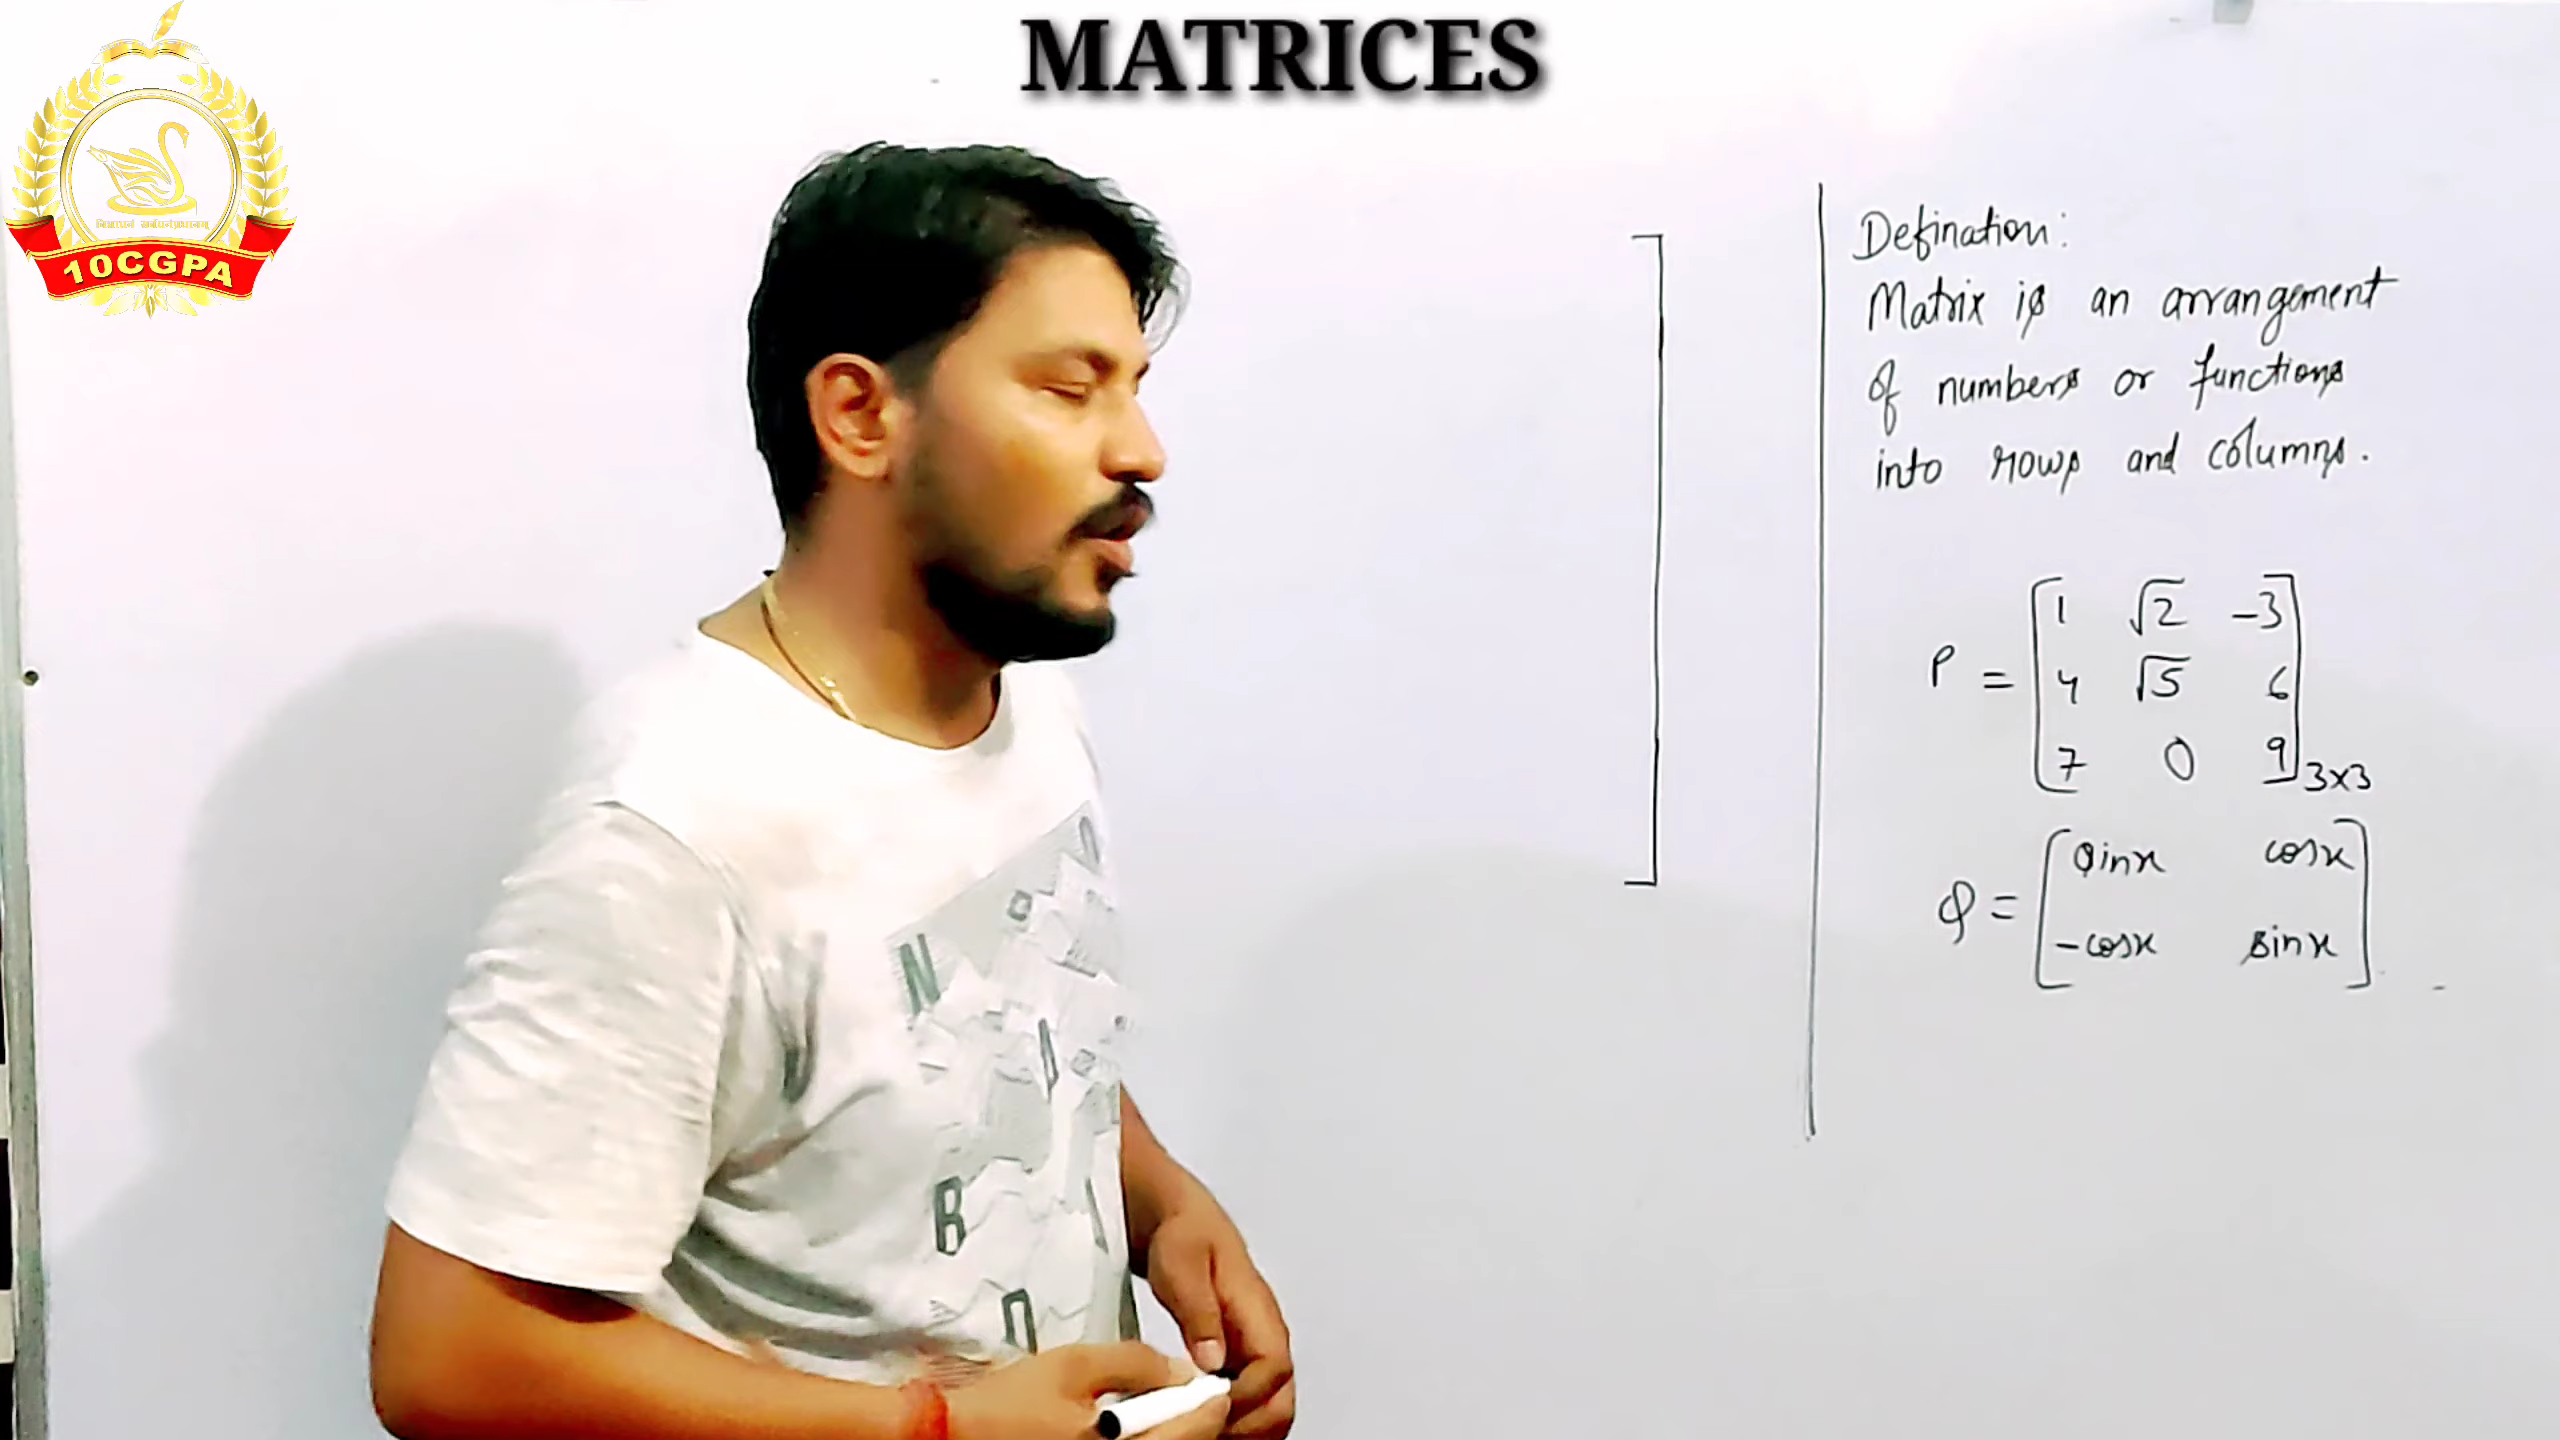 MATRICES
10CGPA
Defination:
Matrix is an arrangement
of numbers or functions
into rows and columns.
P = [1 √2 -3
4 √5 6
7 0 9]3x3
Q = [sinx cosx
-cosx sinx]
N
B